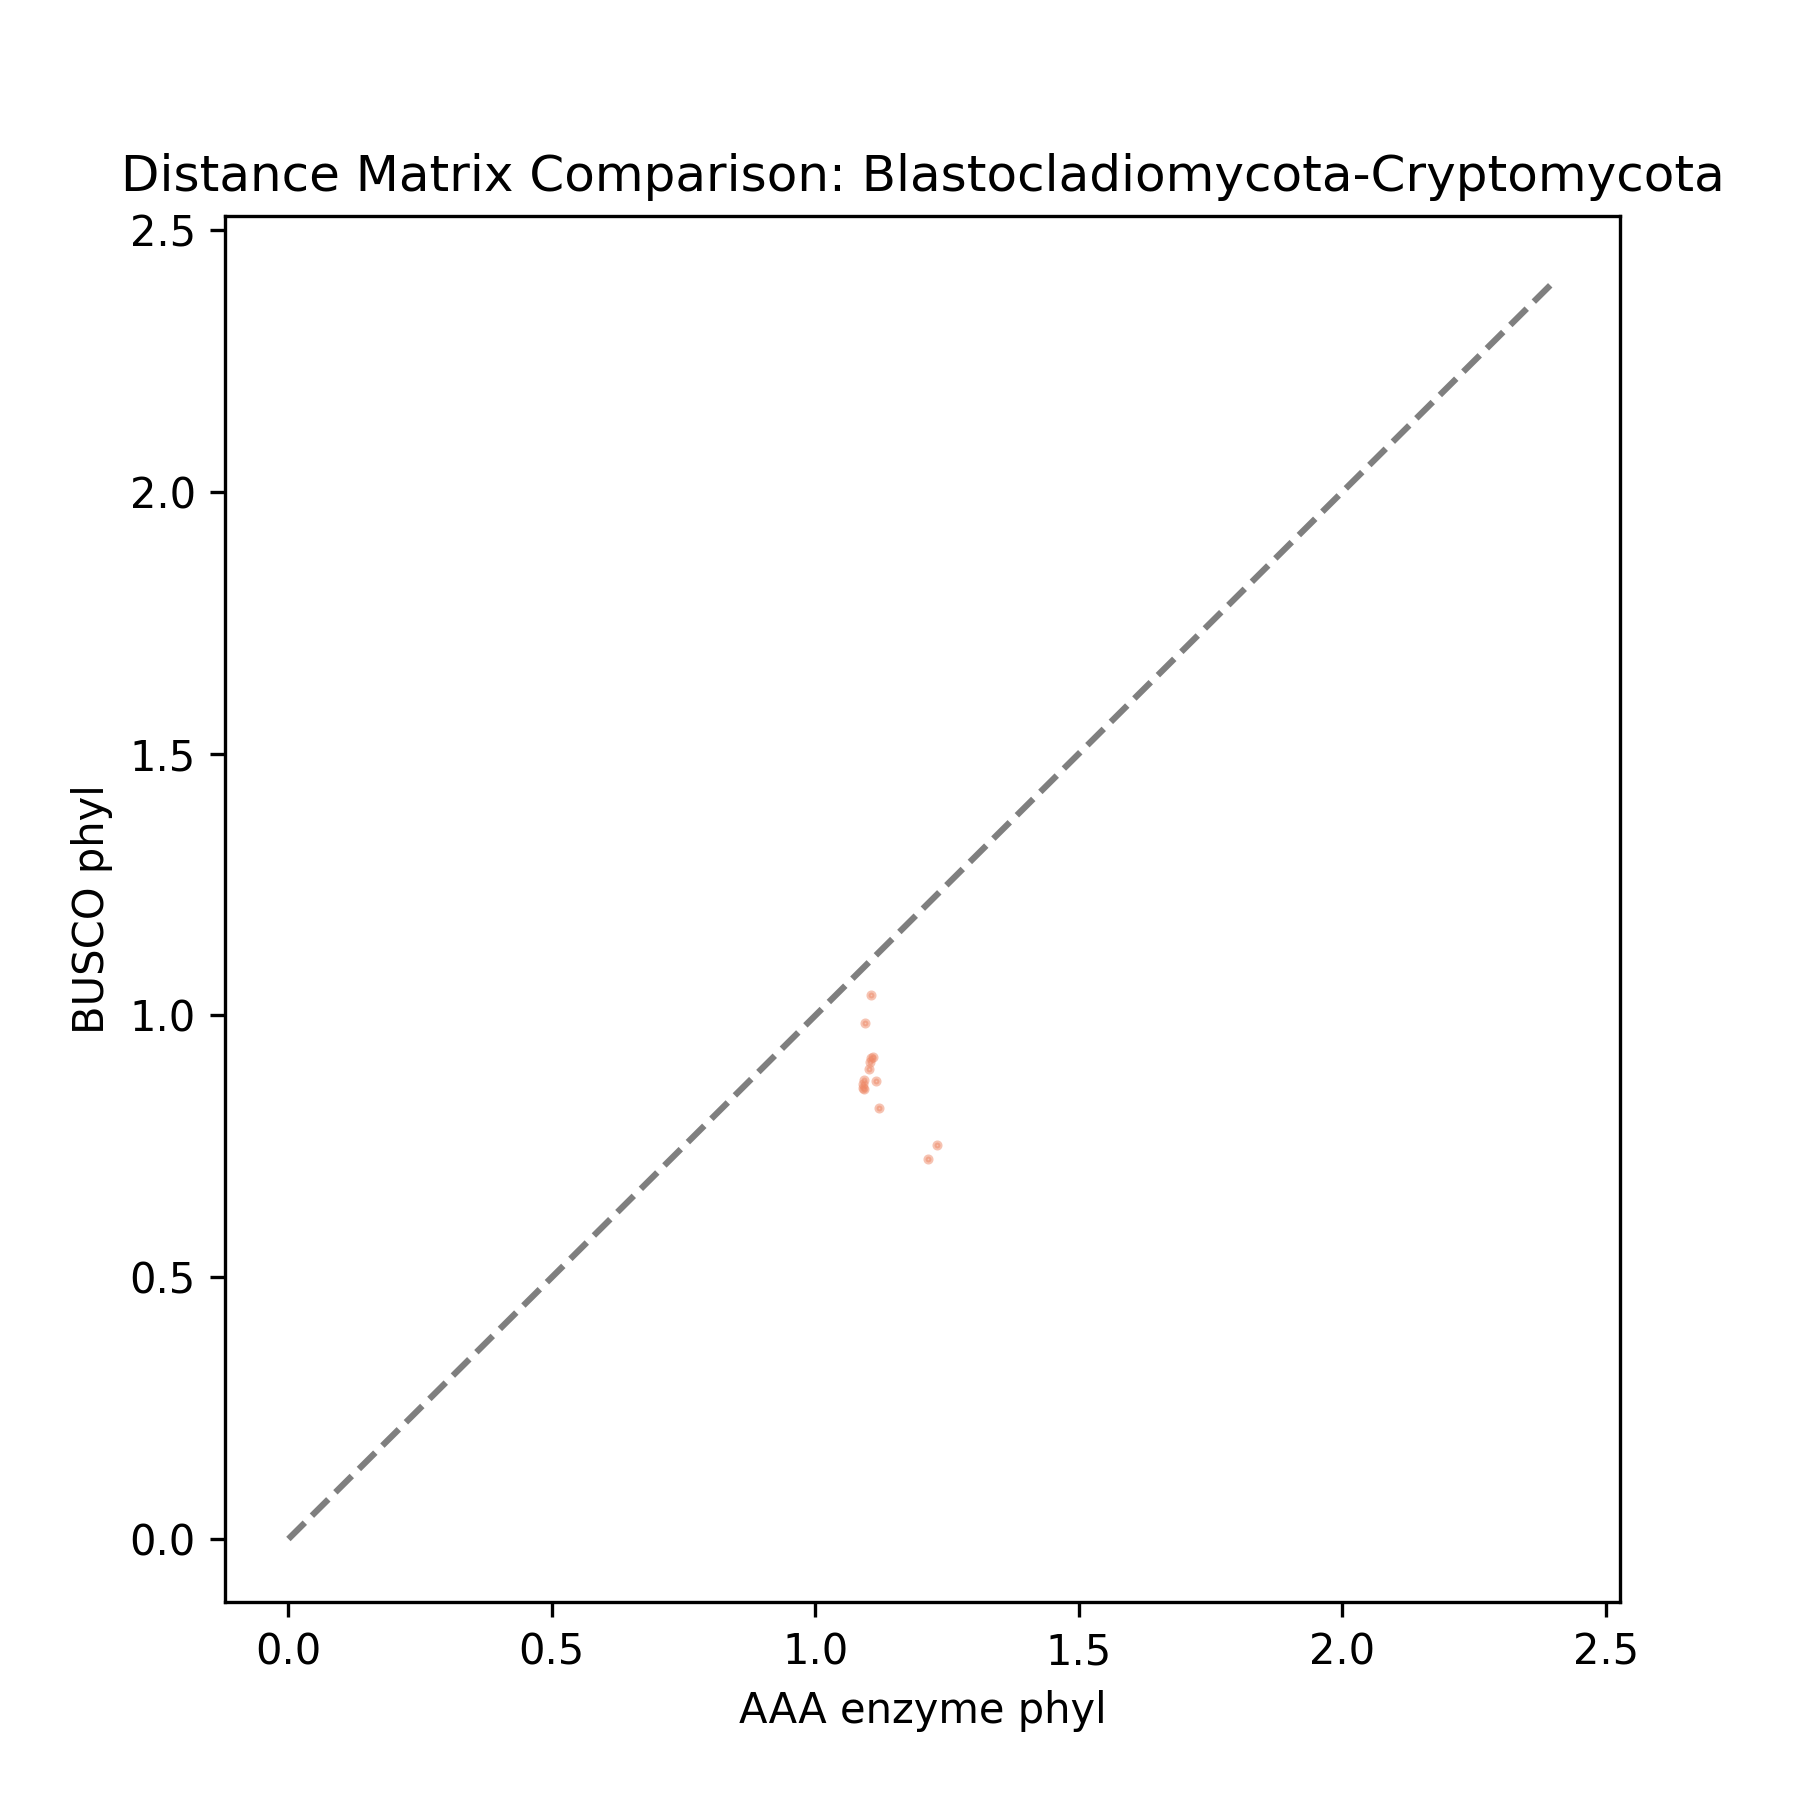 Distance Matrix Comparison: Blastocladiomycota-Cryptomycota
2.5
2.0
1.5
1.0
0.5
0.0
BUSCO phyl
0.0 0.5 1.0 1.5 2.0 2.5
AAA enzyme phyl